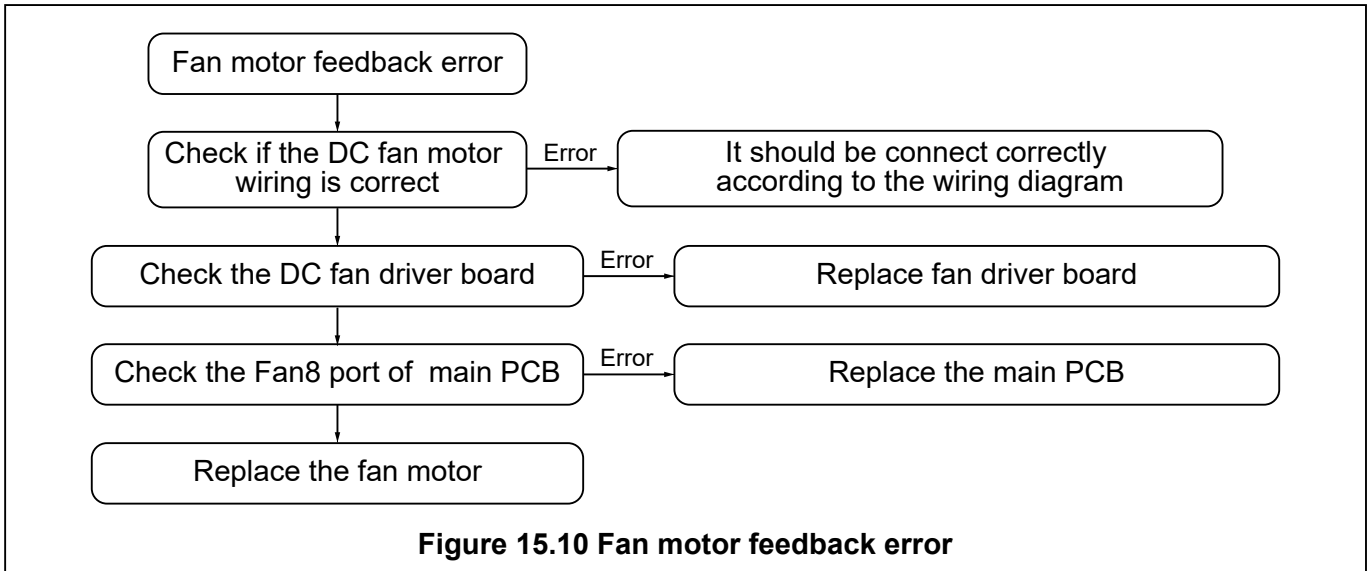 Fan motor feedback error
Check if the DC fan motor
wiring is correct
Error
It should be connect correctly
according to the wiring diagram
Check the DC fan driver board
Error
Replace fan driver board
Check the Fan8 port of  main PCB
Error
Replace the main PCB
Replace the fan motor
Figure 15.10 Fan motor feedback error